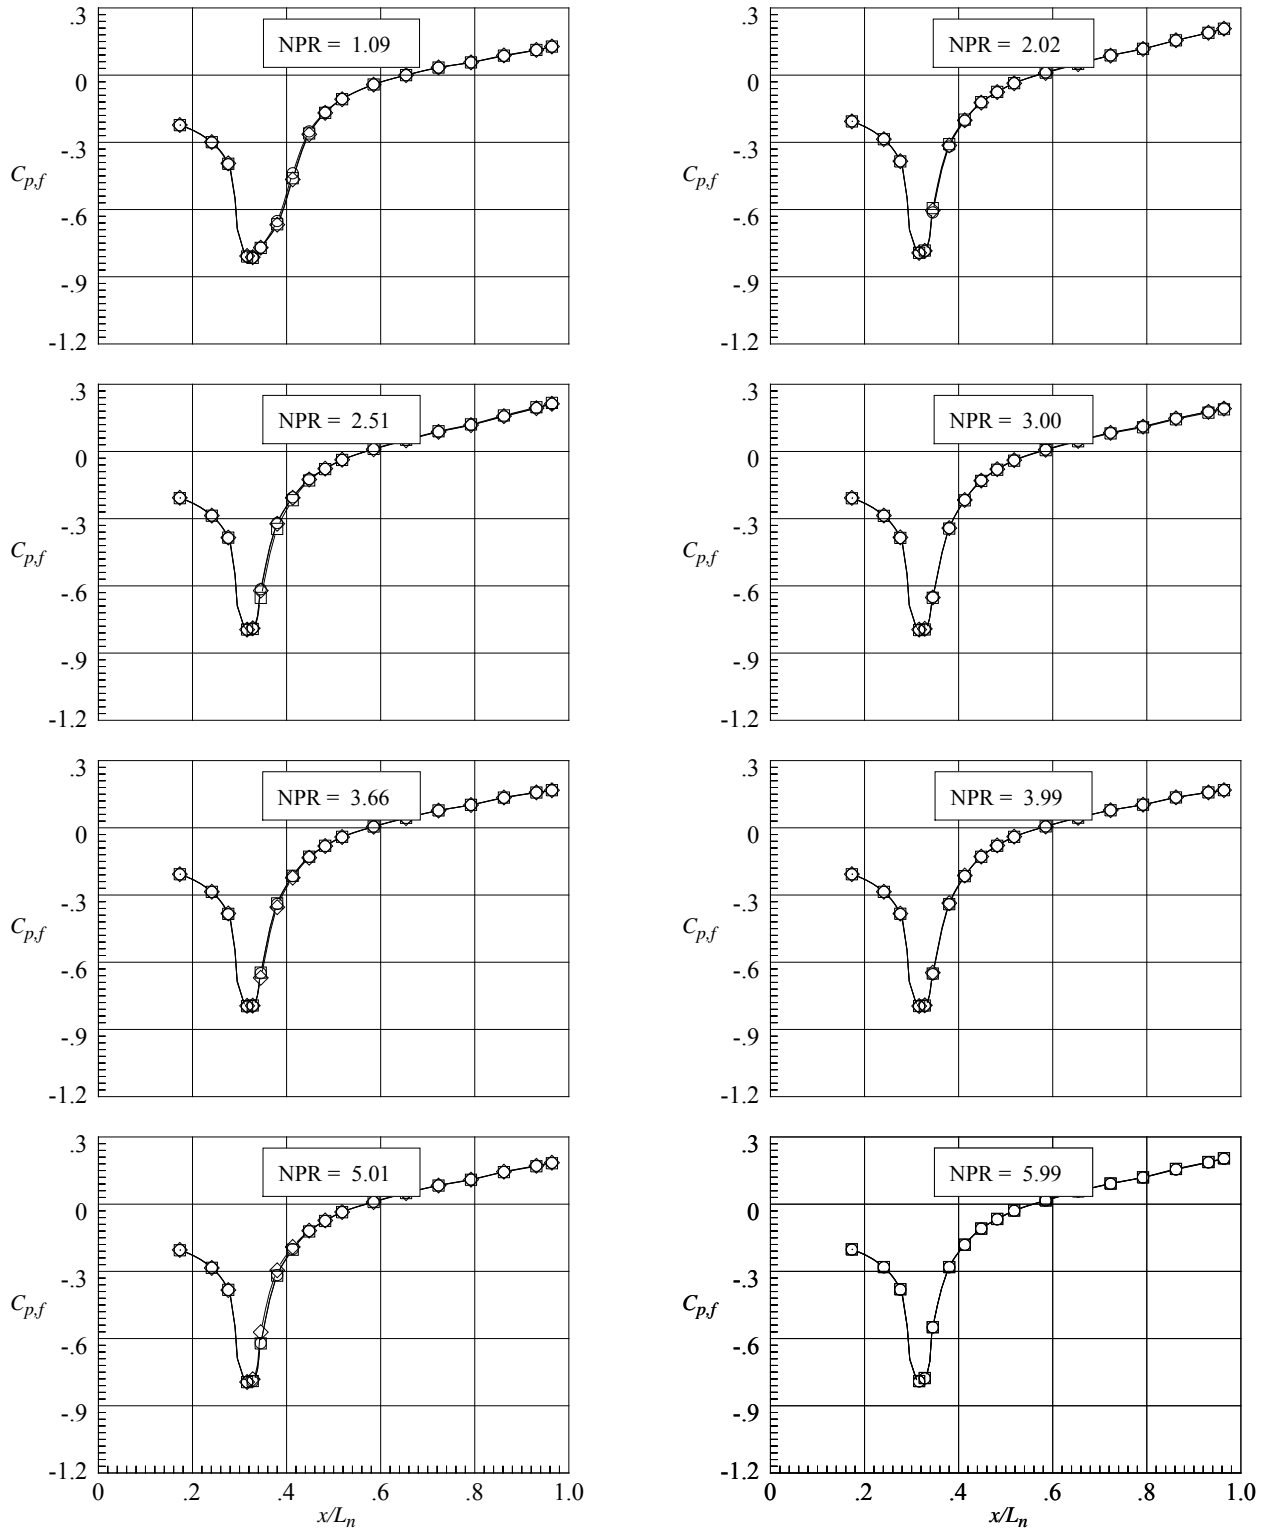 .3
NPR = 1.09
0
-.3
C_{p,f}
-.6
-.9
-1.2
.3
NPR = 2.02
0
-.3
C_{p,f}
-.6
-.9
-1.2
.3
NPR = 2.51
0
-.3
C_{p,f}
-.6
-.9
-1.2
.3
NPR = 3.00
0
-.3
C_{p,f}
-.6
-.9
-1.2
.3
NPR = 3.66
0
-.3
C_{p,f}
-.6
-.9
-1.2
.3
NPR = 3.99
0
-.3
C_{p,f}
-.6
-.9
-1.2
.3
NPR = 5.01
0
-.3
C_{p,f}
-.6
-.9
-1.2
0 .2 .4 .6 .8 1.0
x/L_n
.3
NPR = 5.99
0
-.3
C_{p,f}
-.6
-.9
-1.2
0 .2 .4 .6 .8 1.0
x/L_n